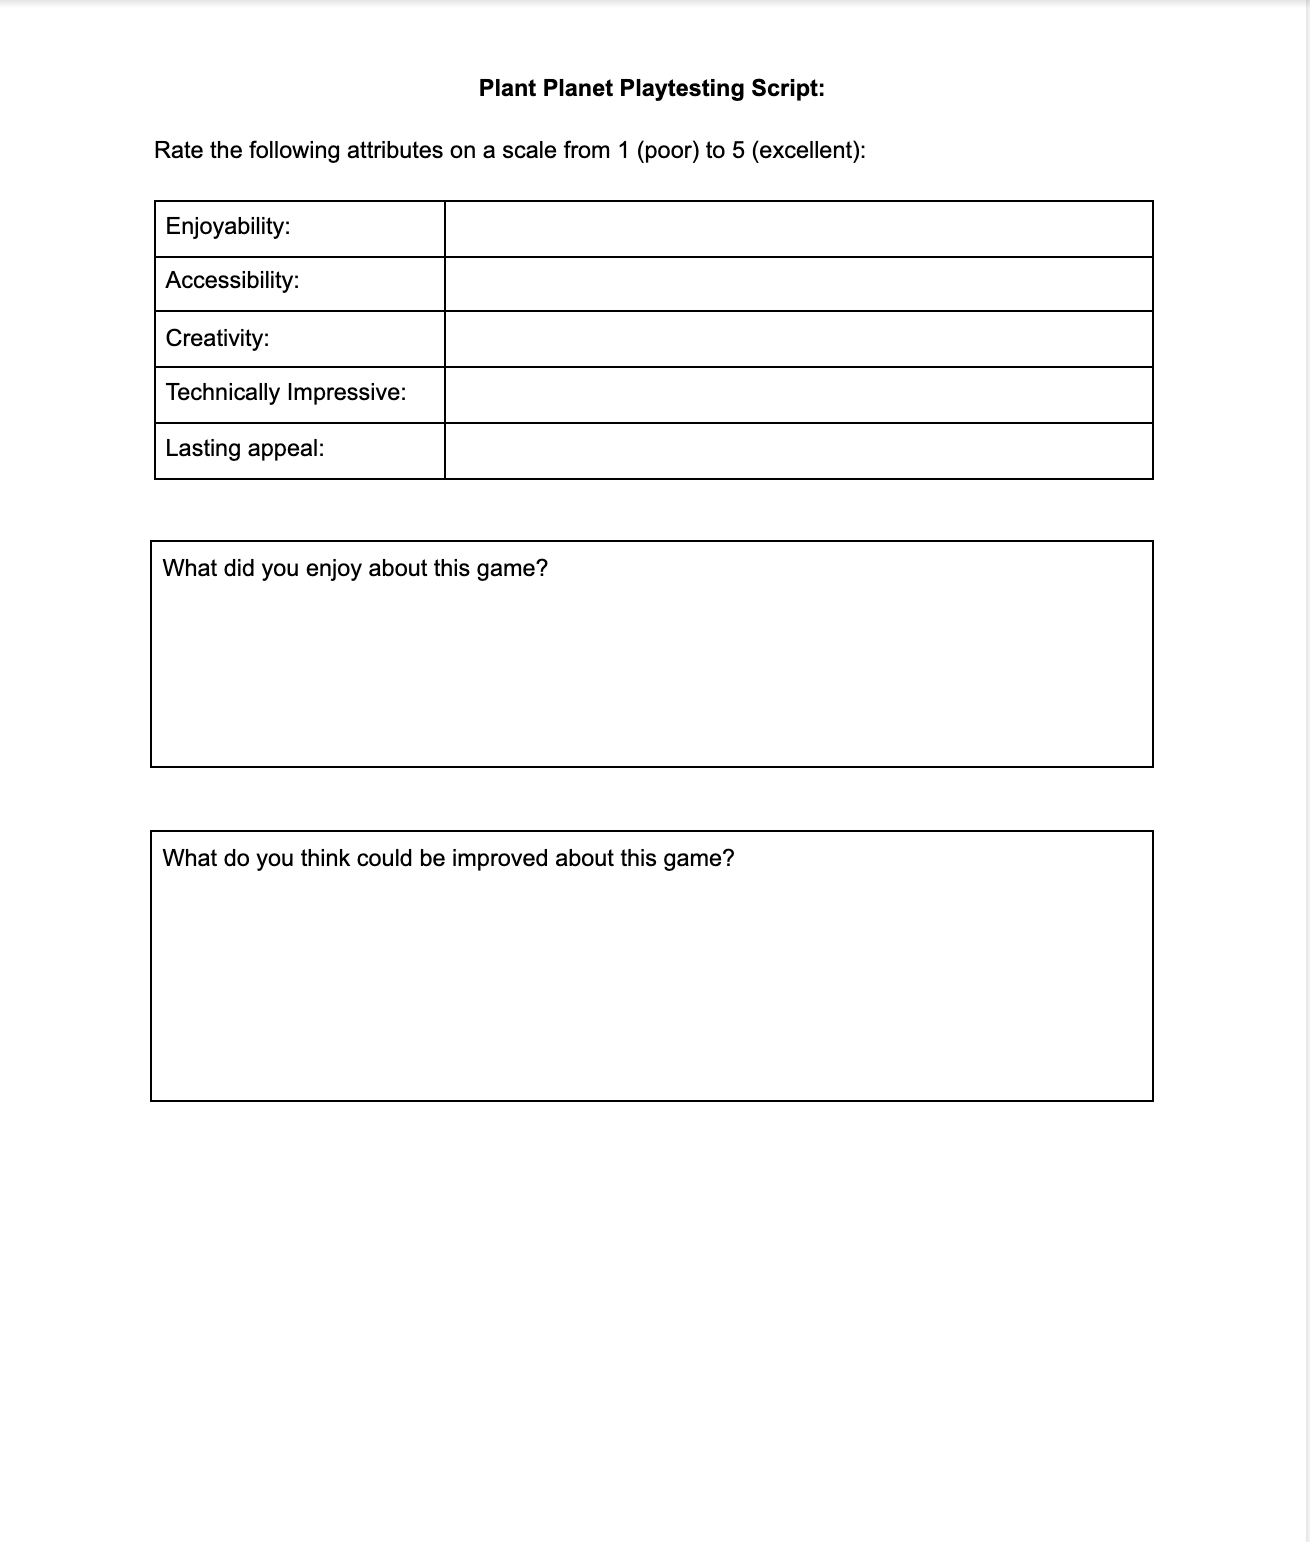 Plant Planet Playtesting Script:
Rate the following attributes on a scale from 1 (poor) to 5 (excellent):
Enjoyability:
Accessibility:
Creativity:
Technically Impressive:
Lasting appeal:
What did you enjoy about this game?
What do you think could be improved about this game?